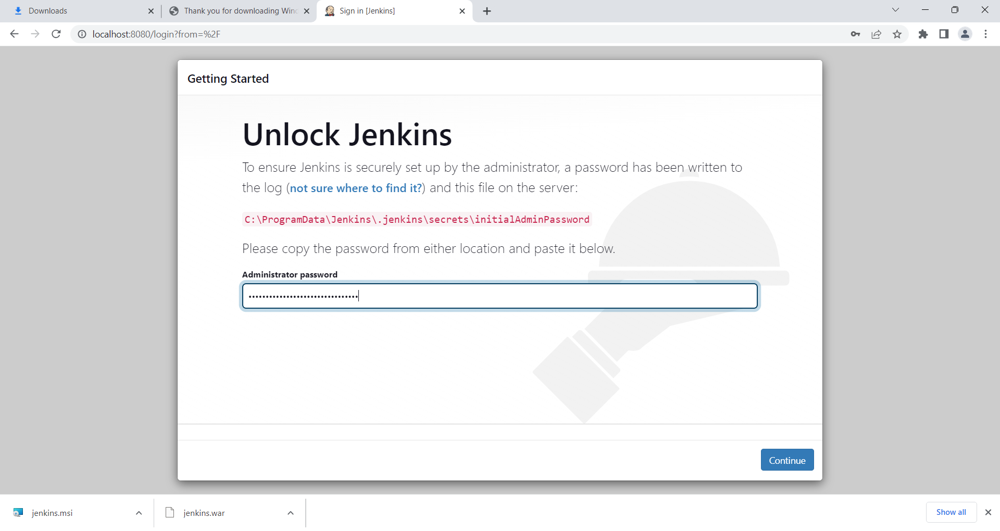 Downloads
Thank you for downloading Winc
Sign in [Jenkins]
localhost:8080/login?from=%2F
Getting Started
Unlock Jenkins
To ensure Jenkins is securely set up by the administrator, a password has been written to
the log (not sure where to find it?) and this file on the server:
C:\ProgramData\Jenkins\.jenkins\secrets\initialAdminPassword
Please copy the password from either location and paste it below.
Administrator password
••••••••••••••••••••••••••••••••
Continue
jenkins.msi
jenkins.war
Show all